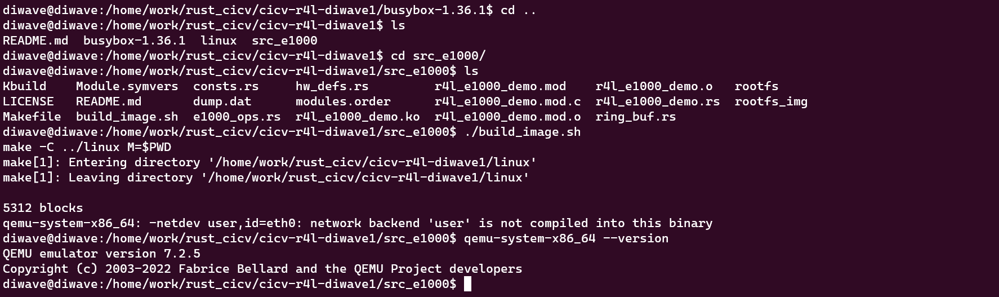 diwave@diwave:/home/work/rust_cicv/cicv-r4l-diwave1/busybox-1.36.1$ cd ..
diwave@diwave:/home/work/rust_cicv/cicv-r4l-diwave1$ ls
README.md  busybox-1.36.1  linux  src_e1000
diwave@diwave:/home/work/rust_cicv/cicv-r4l-diwave1$ cd src_e1000/
diwave@diwave:/home/work/rust_cicv/cicv-r4l-diwave1/src_e1000$ ls
Kbuild    Module.symvers  consts.rs     hw_defs.rs         r4l_e1000_demo.mod    r4l_e1000_demo.o   rootfs
LICENSE   README.md       dump.dat      modules.order      r4l_e1000_demo.mod.c  r4l_e1000_demo.rs  rootfs_img
Makefile  build_image.sh  e1000_ops.rs  r4l_e1000_demo.ko  r4l_e1000_demo.mod.o  ring_buf.rs
diwave@diwave:/home/work/rust_cicv/cicv-r4l-diwave1/src_e1000$ ./build_image.sh
make -C ../linux M=$PWD
make[1]: Entering directory '/home/work/rust_cicv/cicv-r4l-diwave1/linux'
make[1]: Leaving directory '/home/work/rust_cicv/cicv-r4l-diwave1/linux'
5312 blocks
qemu-system-x86_64: -netdev user,id=eth0: network backend 'user' is not compiled into this binary
diwave@diwave:/home/work/rust_cicv/cicv-r4l-diwave1/src_e1000$ qemu-system-x86_64 --version
QEMU emulator version 7.2.5
Copyright (c) 2003-2022 Fabrice Bellard and the QEMU Project developers
diwave@diwave:/home/work/rust_cicv/cicv-r4l-diwave1/src_e1000$